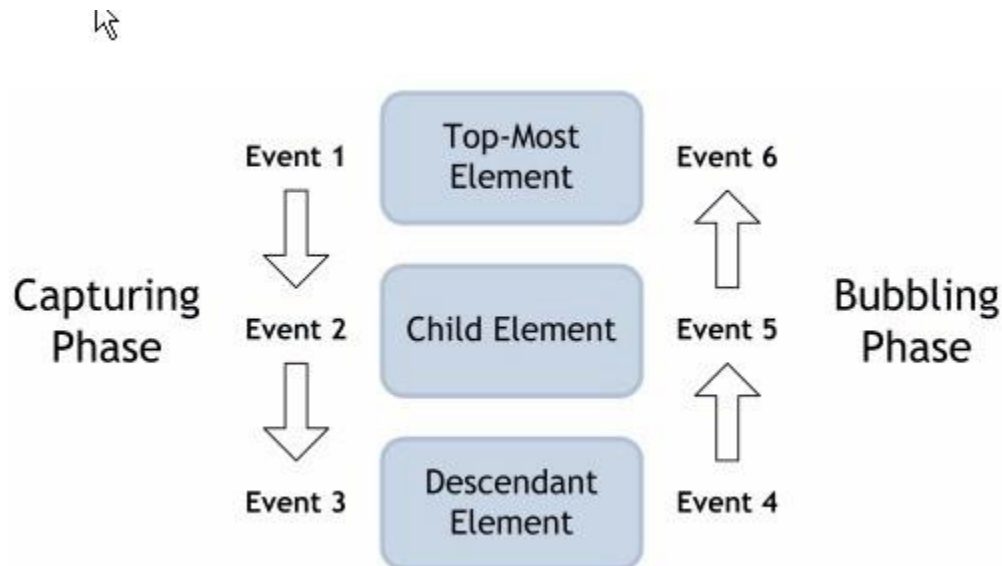 Event 1
Top-Most
Element
Event 6
Capturing
Phase
Event 2
Child Element
Event 5
Bubbling
Phase
Event 3
Descendant
Element
Event 4